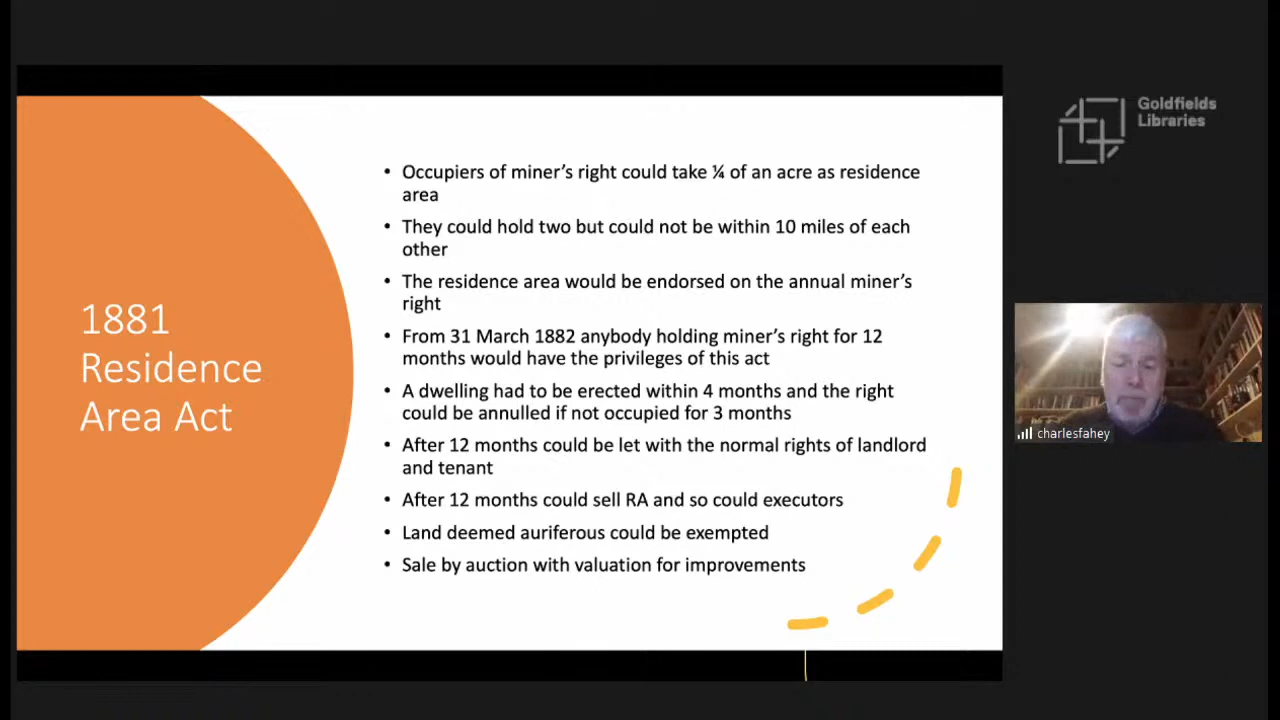 Goldfields
Libraries
1881
Residence
Area Act
• Occupiers of miner’s right could take ¼ of an acre as residence
area
• They could hold two but could not be within 10 miles of each
other
• The residence area would be endorsed on the annual miner’s
right
• From 31 March 1882 anybody holding miner’s right for 12
months would have the privileges of this act
• A dwelling had to be erected within 4 months and the right
could be annulled if not occupied for 3 months
• After 12 months could be let with the normal rights of landlord
and tenant
• After 12 months could sell RA and so could executors
• Land deemed auriferous could be exempted
• Sale by auction with valuation for improvements
charlesfahey